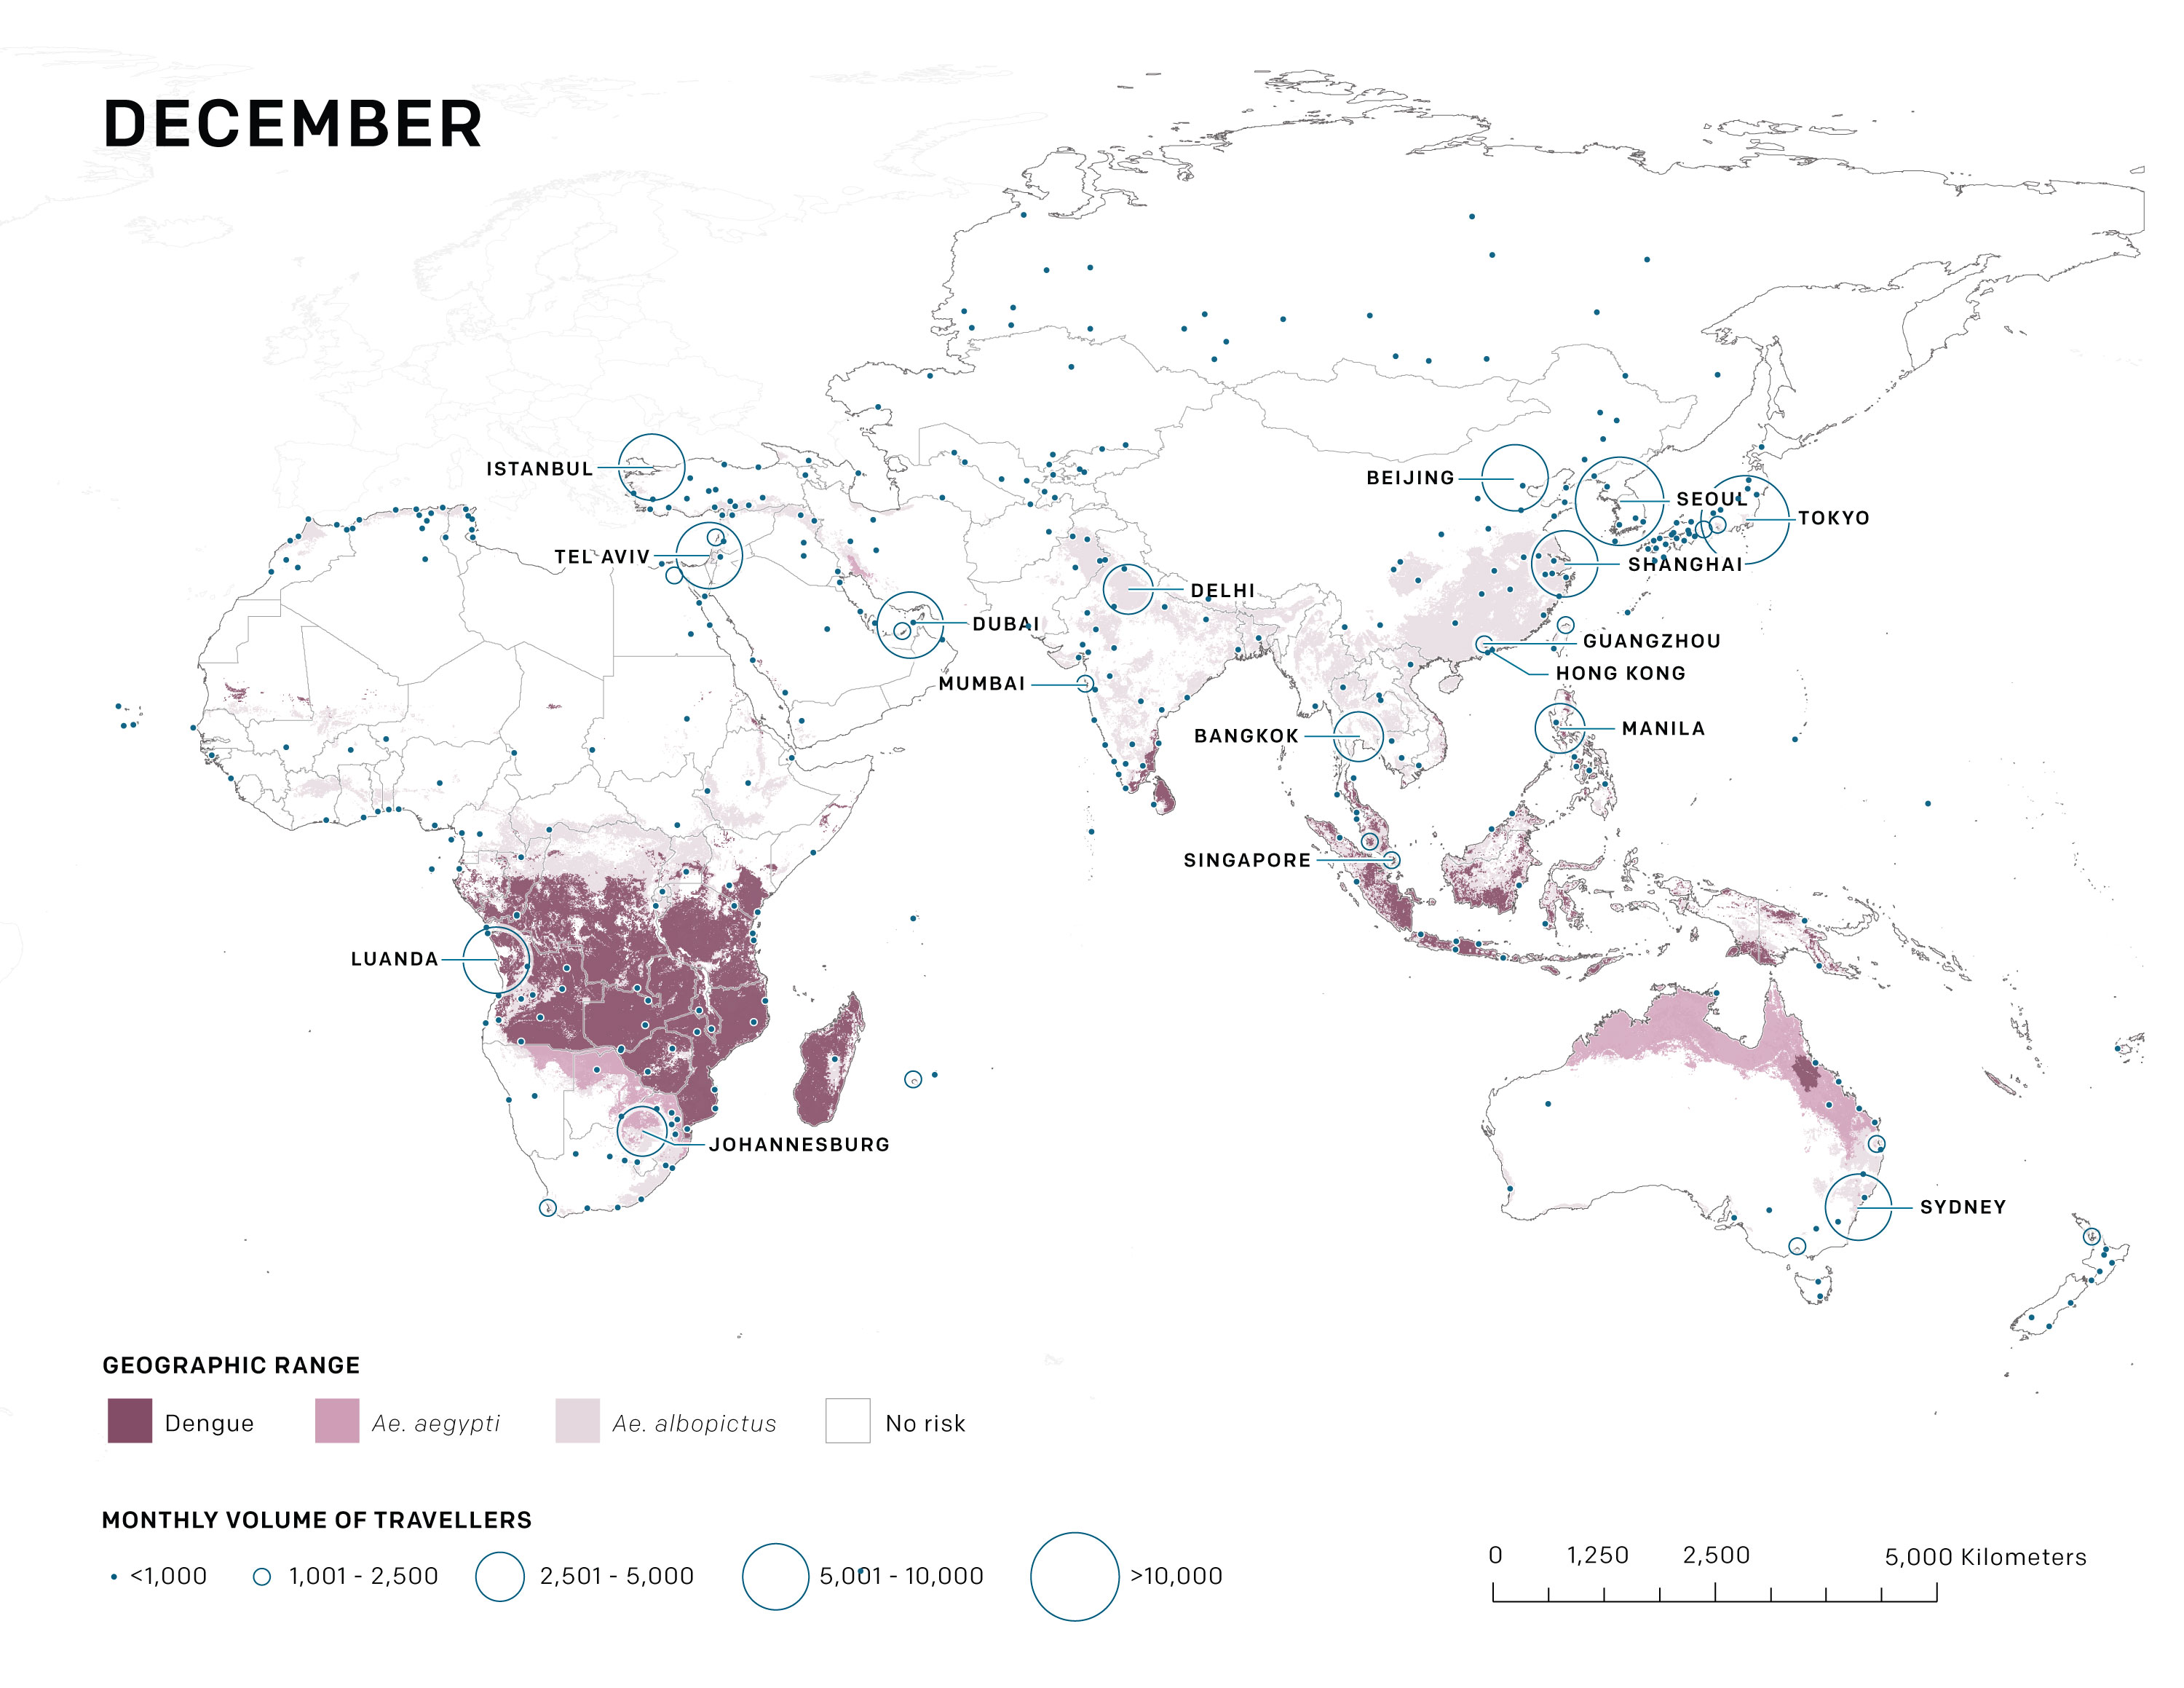 DECEMBER
ISTANBUL
BEIJING
SEOUL
TOKYO
TEL AVIV
SHANGHAI
DELHI
DUBAI
GUANGZHOU
HONG KONG
MUMBAI
MANILA
BANGKOK
SINGAPORE
LUANDA
JOHANNESBURG
SYDNEY
GEOGRAPHIC RANGE
Dengue Ae. aegypti Ae. albopictus No risk
MONTHLY VOLUME OF TRAVELLERS
<1,000 1,001 - 2,500 2,501 - 5,000 5,001 - 10,000 >10,000
0 1,250 2,500 5,000 Kilometers